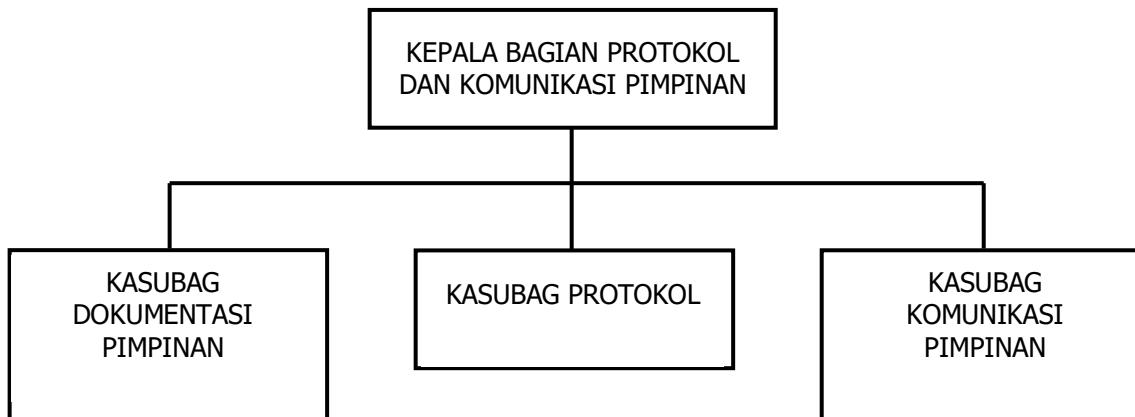 KEPALA BAGIAN PROTOKOL
DAN KOMUNIKASI PIMPINAN
KASUBAG
DOKUMENTASI
PIMPINAN
KASUBAG PROTOKOL
KASUBAG
KOMUNIKASI
PIMPINAN